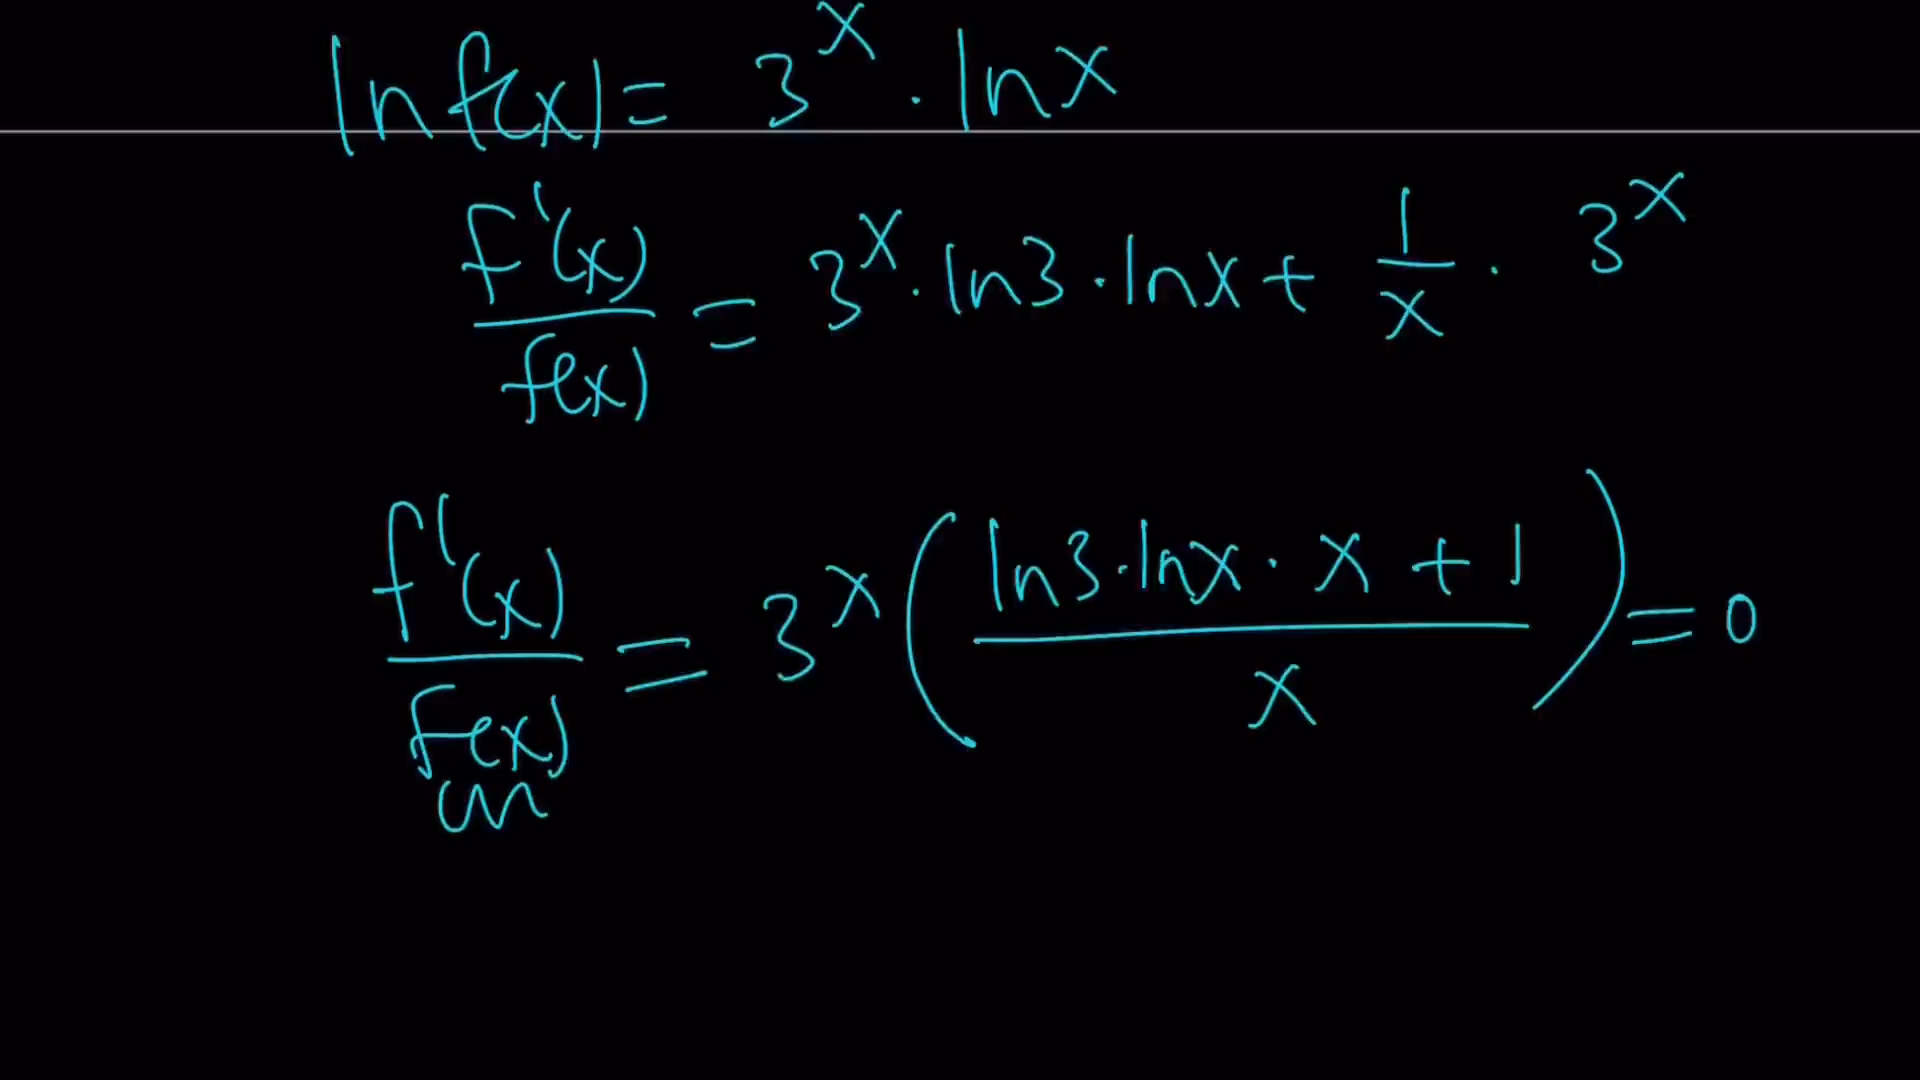 ln f(x) = 3^x · ln x
f'(x)/f(x) = 3^x · ln3 · ln x + 1/x · 3^x
f'(x)/f(x) = 3^x ( (ln3 · ln x · x + 1)/x ) = 0